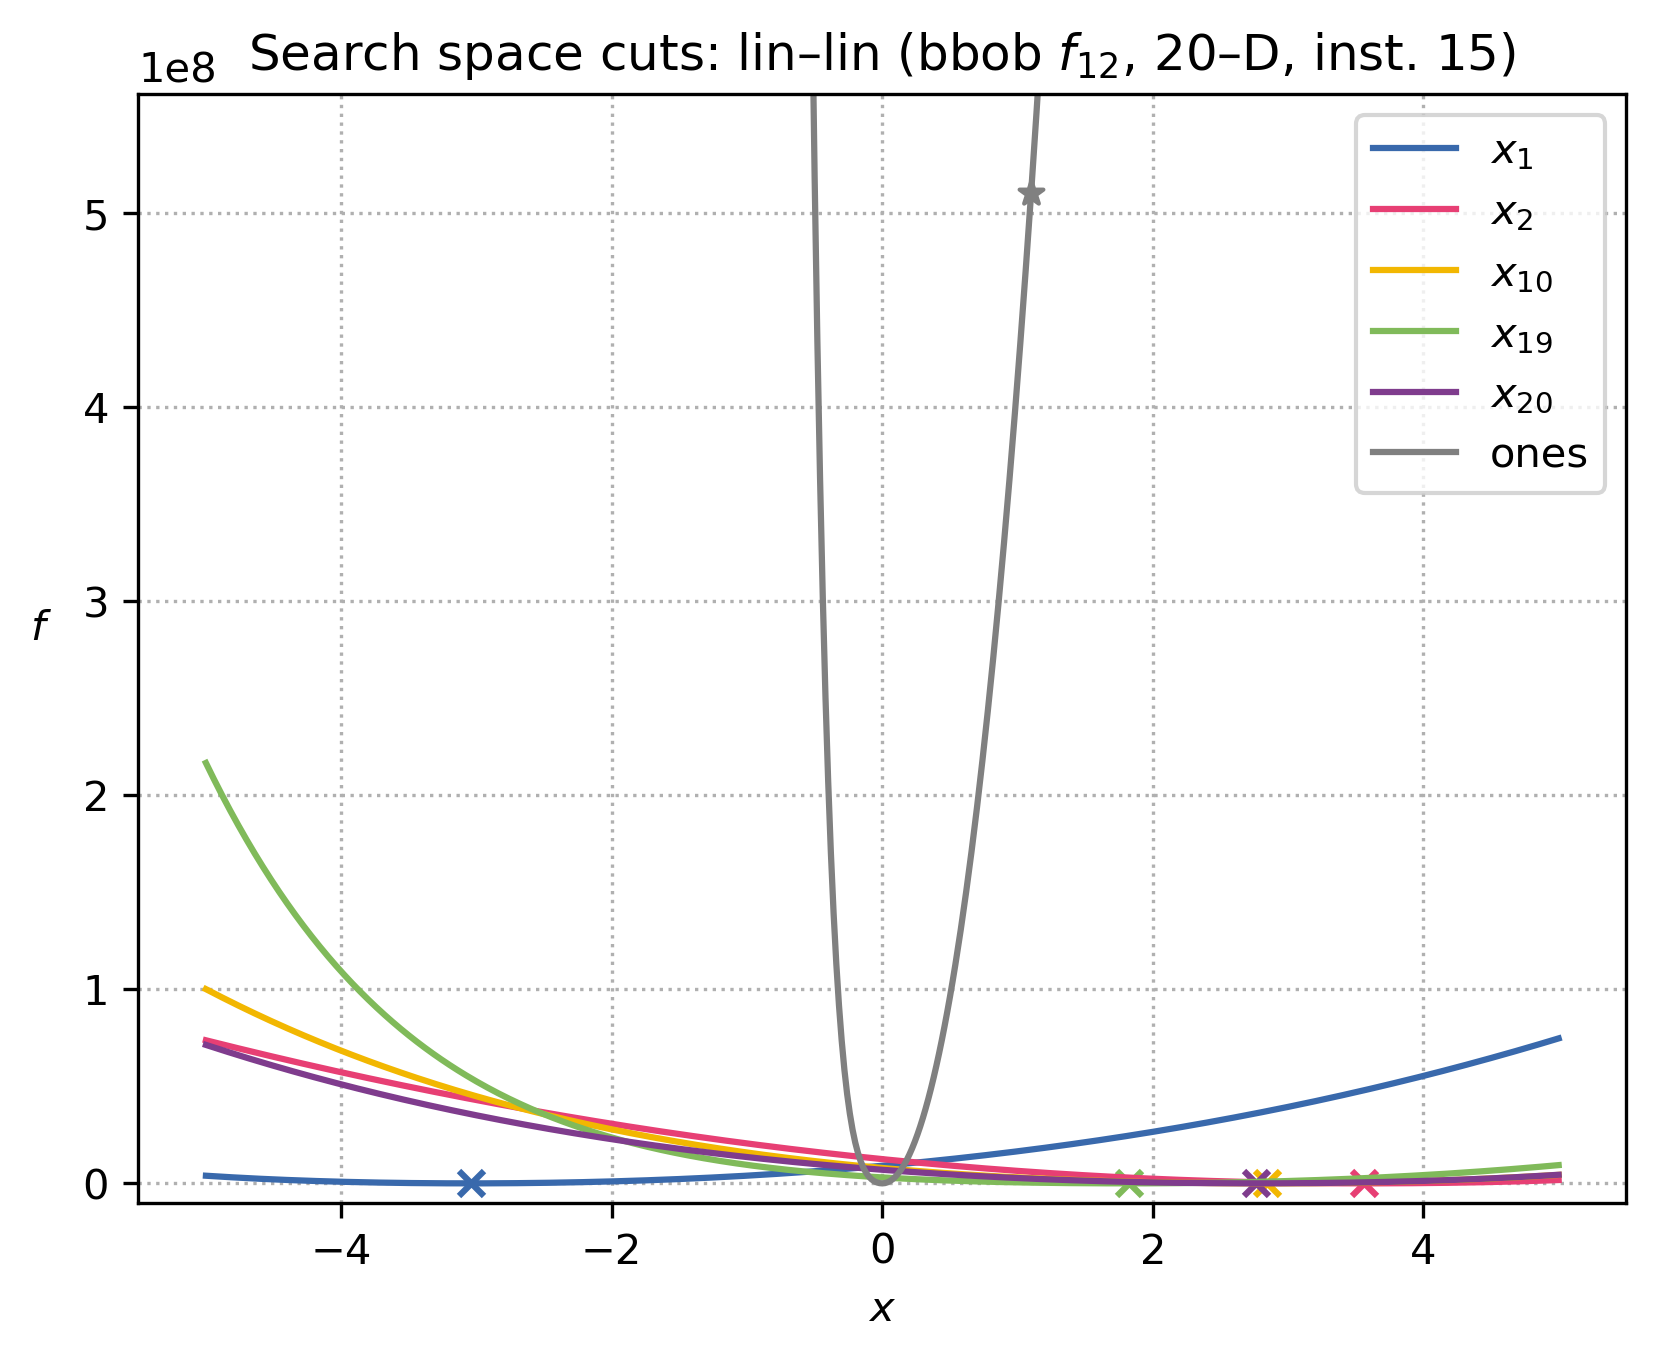 Search space cuts: lin–lin (bbob f₁₂, 20–D, inst. 15)
1e8
5
4
3
2
1
0
f
−4
−2
0
2
4
x
x₁
x₂
x₁₀
x₁₉
x₂₀
ones